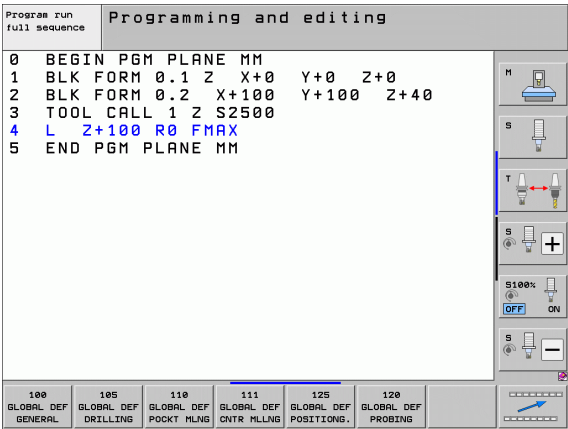 Program run
full sequence
Programming and editing
0 BEGIN PGM PLANE MM
1 BLK FORM 0.1 Z X+0 Y+0 Z+0
2 BLK FORM 0.2 X+100 Y+100 Z+40
3 TOOL CALL 1 Z S2500
4 L Z+100 R0 FMAX
5 END PGM PLANE MM
M
S
T
S
+
S100%
OFF ON
S
−
100
GLOBAL DEF
GENERAL
105
GLOBAL DEF
DRILLING
110
GLOBAL DEF
POCKT MLNG
111
GLOBAL DEF
CNTR MLLNG
125
GLOBAL DEF
POSITIONG.
120
GLOBAL DEF
PROBING